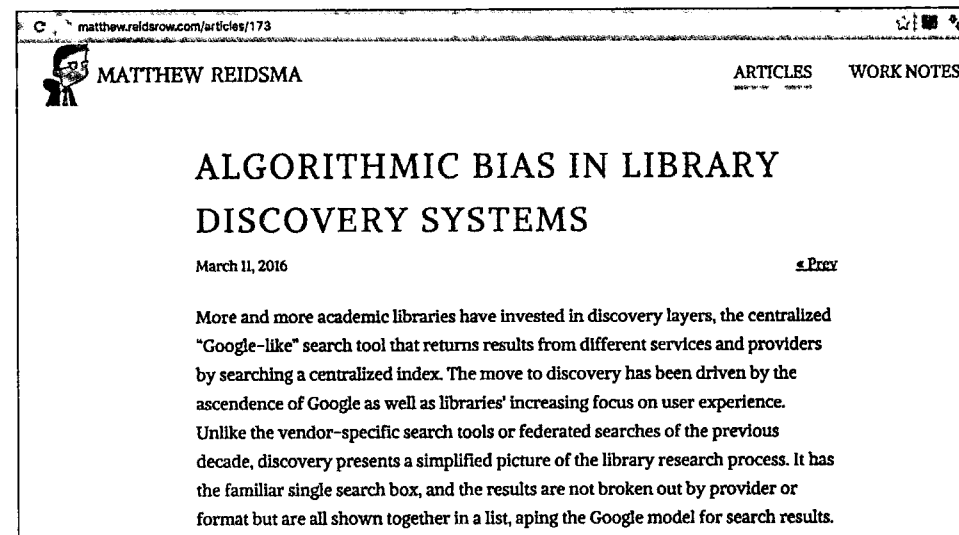 matthew.reidsrow.com/articles/173
MATTHEW REIDSMA
ARTICLES WORK NOTES
ALGORITHMIC BIAS IN LIBRARY
DISCOVERY SYSTEMS
March 11, 2016
« Prev
More and more academic libraries have invested in discovery layers, the centralized
“Google-like” search tool that returns results from different services and providers
by searching a centralized index. The move to discovery has been driven by the
ascendence of Google as well as libraries' increasing focus on user experience.
Unlike the vendor-specific search tools or federated searches of the previous
decade, discovery presents a simplified picture of the library research process. It has
the familiar single search box, and the results are not broken out by provider or
format but are all shown together in a list, aping the Google model for search results.